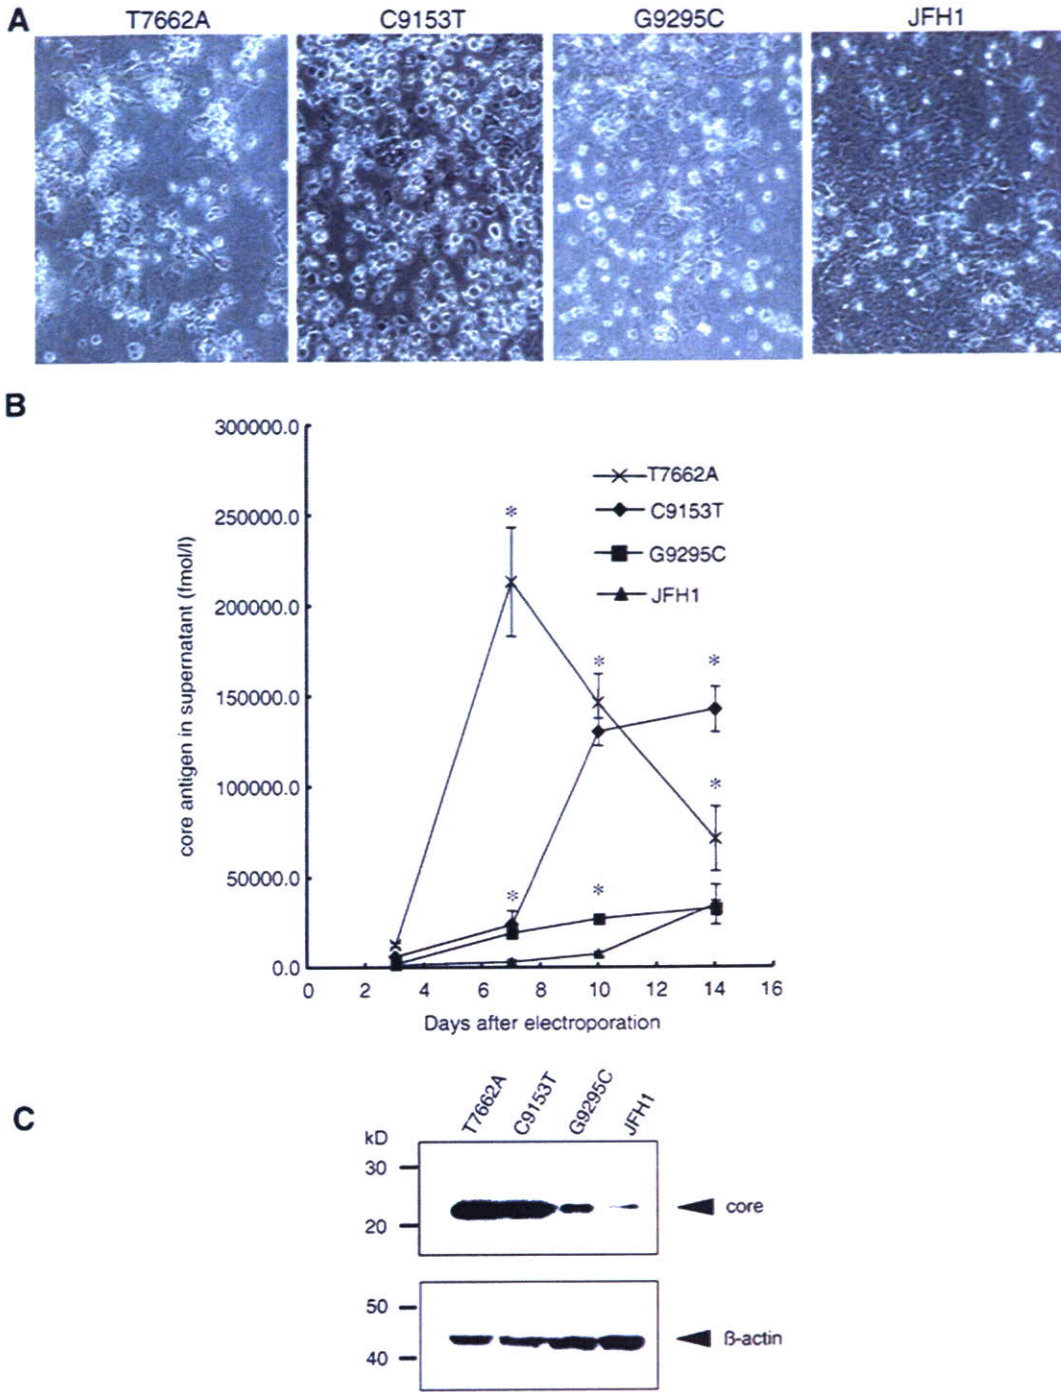 A
T7662A C9153T G9295C JFH1
B
300000.0
250000.0
200000.0
150000.0
100000.0
50000.0
0.0
core antigen in supernatant (fmol/l)
* * * * * *
T7662A
C9153T
G9295C
JFH1
0 2 4 6 8 10 12 14 16
Days after electroporation
C
T7662A C9153T G9295C JFH1
kD
30
20
core
50
40
ß-actin